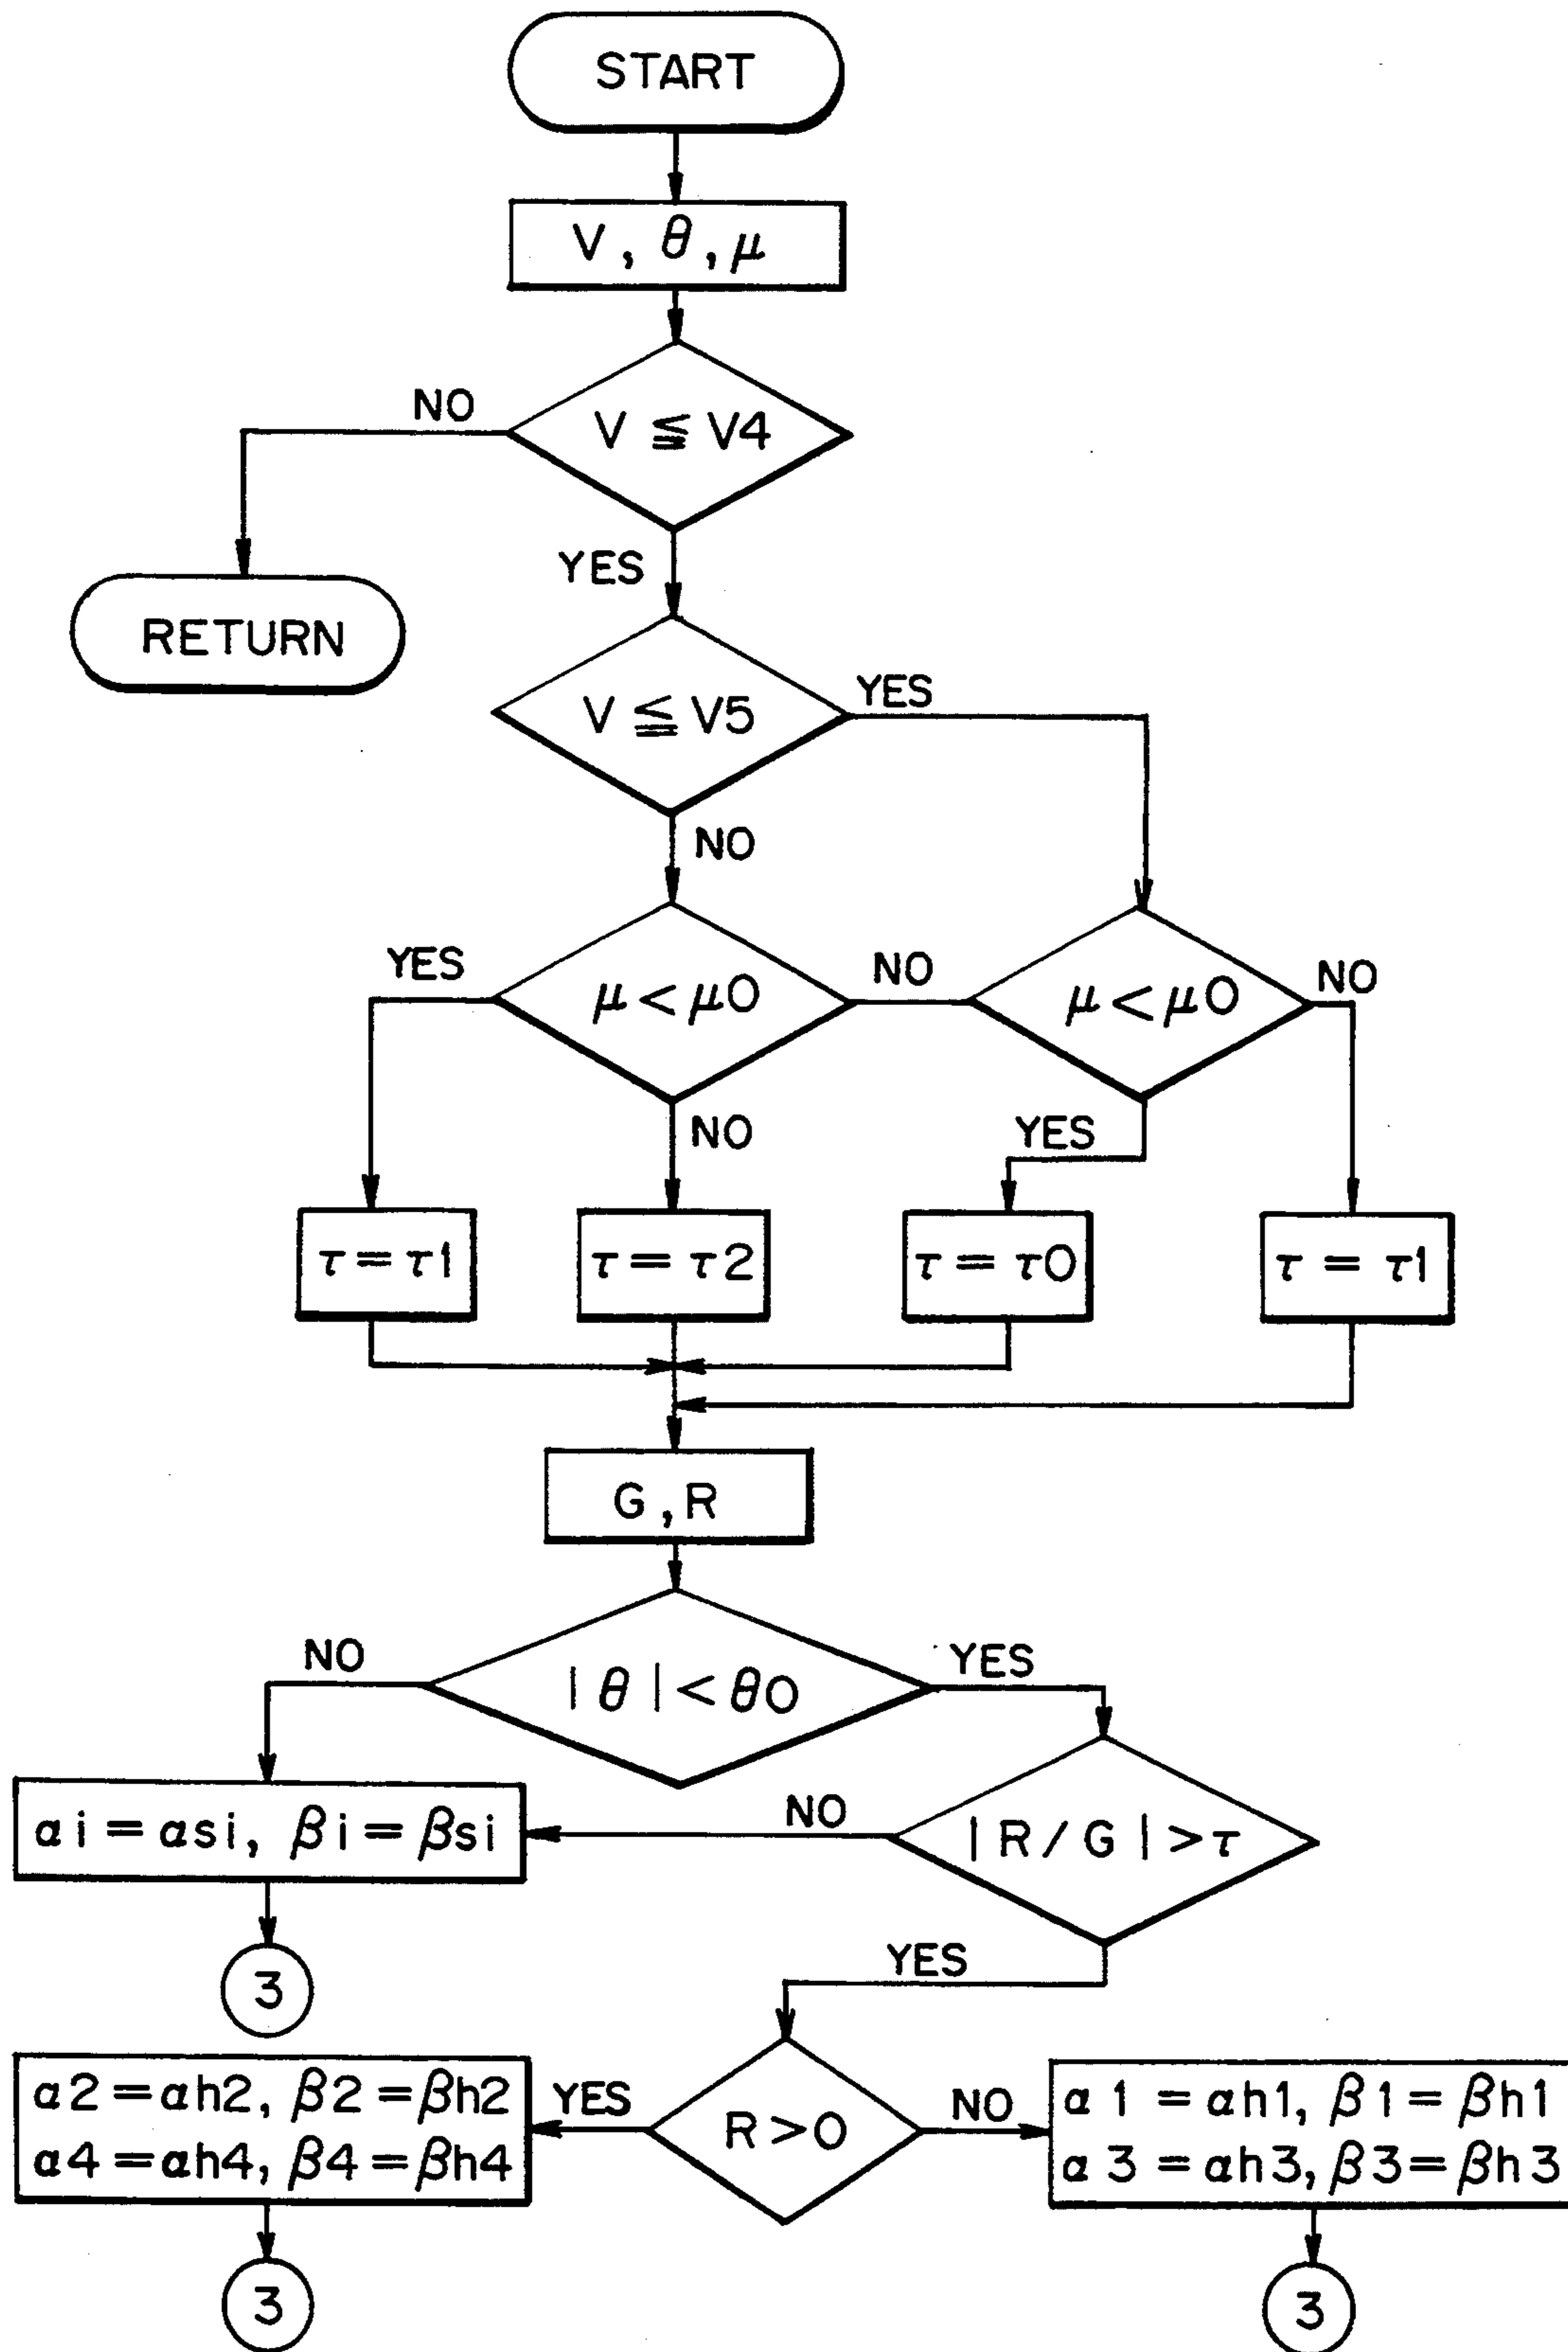 START
V, θ, μ
NO
V ≦ V4
YES
RETURN
V ≦ V5
YES
NO
YES
μ < μ0
NO
μ < μ0
NO
NO
YES
τ = τ1
τ = τ2
τ = τ0
τ = τ1
G, R
NO
|θ| < θ0
YES
αi = αsi, βi = βsi
NO
|R/G| > τ
3
YES
α2 = αh2, β2 = βh2
α4 = αh4, β4 = βh4
YES
R > 0
NO
α1 = αh1, β1 = βh1
α3 = αh3, β3 = βh3
3
3